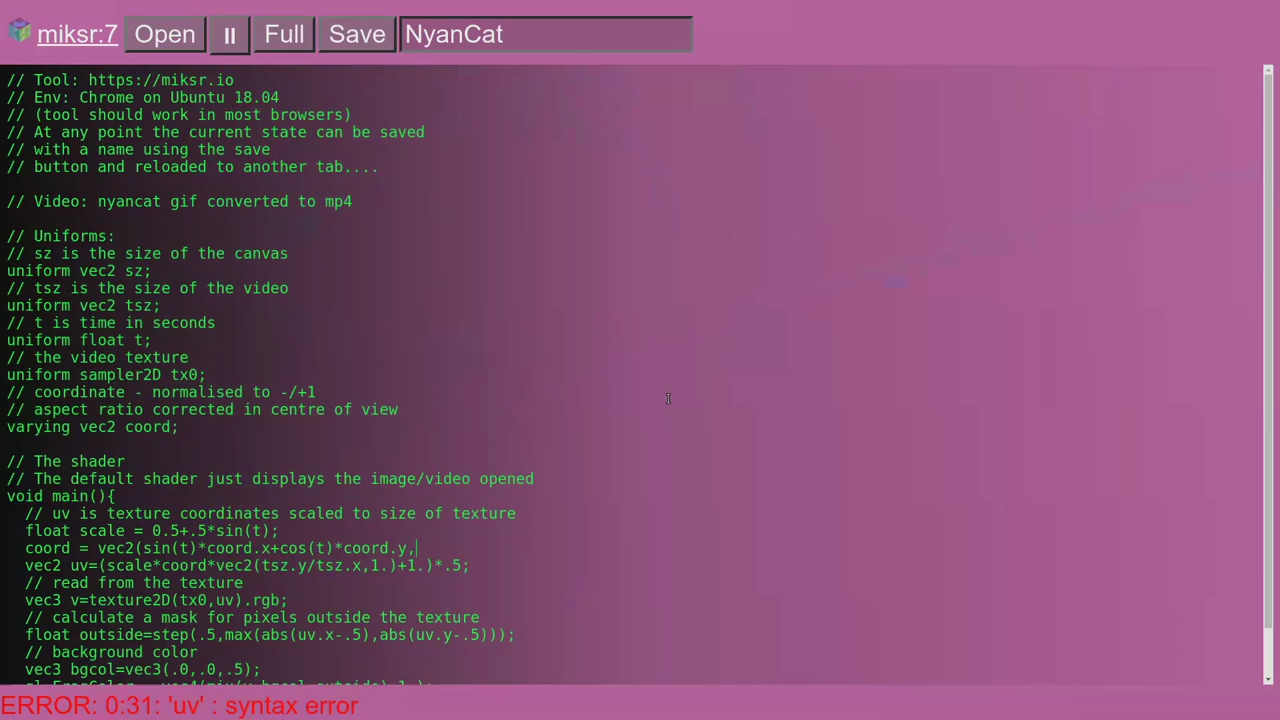 miksr:7 Open Full Save NyanCat
// Tool: https://miksr.io
// Env: Chrome on Ubuntu 18.04
// (tool should work in most browsers)
// At any point the current state can be saved
// with a name using the save
// button and reloaded to another tab....
// Video: nyancat gif converted to mp4
// Uniforms:
// sz is the size of the canvas
uniform vec2 sz;
// tsz is the size of the video
uniform vec2 tsz;
// t is time in seconds
uniform float t;
// the video texture
uniform sampler2D tx0;
// coordinate - normalised to -/+1
// aspect ratio corrected in centre of view
varying vec2 coord;
// The shader
// The default shader just displays the image/video opened
void main(){
// uv is texture coordinates scaled to size of texture
float scale = 0.5+.5*sin(t);
coord = vec2(sin(t)*coord.x+cos(t)*coord.y,
vec2 uv=(scale*coord*vec2(tsz.y/tsz.x,1.)+1.)*.5;
// read from the texture
vec3 v=texture2D(tx0,uv).rgb;
// calculate a mask for pixels outside the texture
float outside=step(.5,max(abs(uv.x-.5),abs(uv.y-.5)));
// background color
vec3 bgcol=vec3(.0,.0,.5);
ERROR: 0:31: 'uv' : syntax error